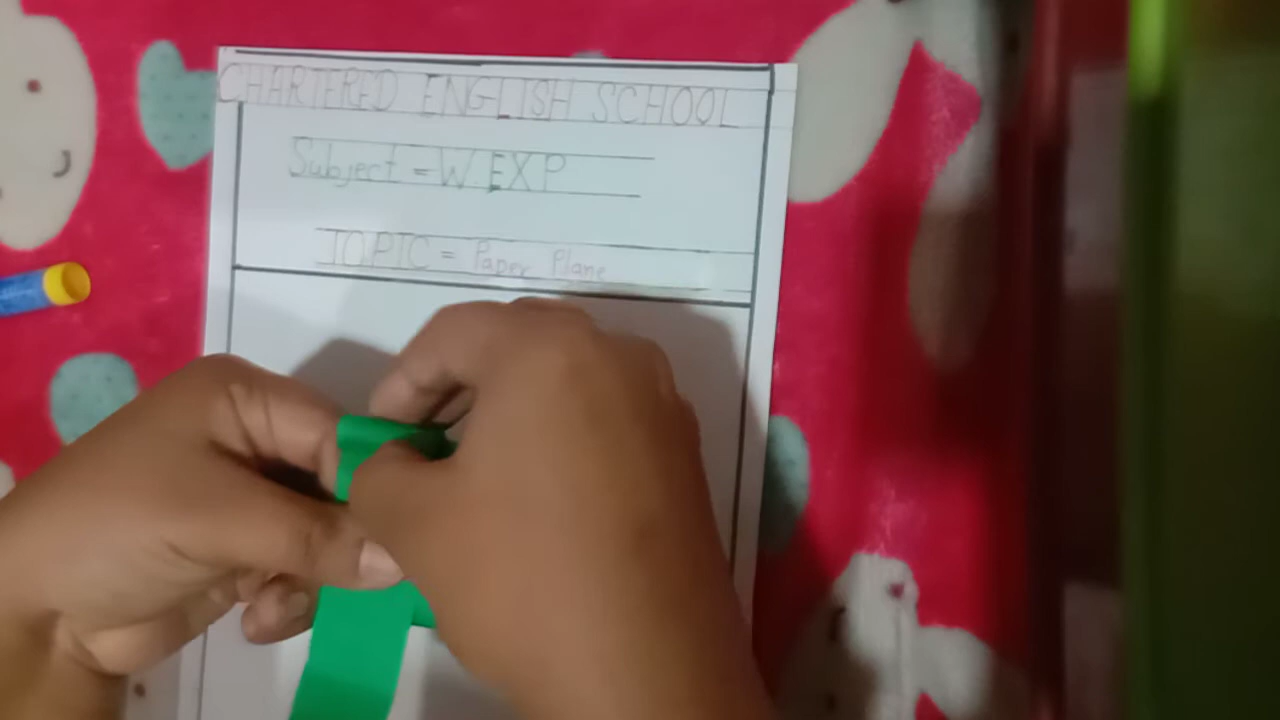 CHARTERED ENGLISH SCHOOL
Subject = W.EXP
TOPIC = Paper Plane